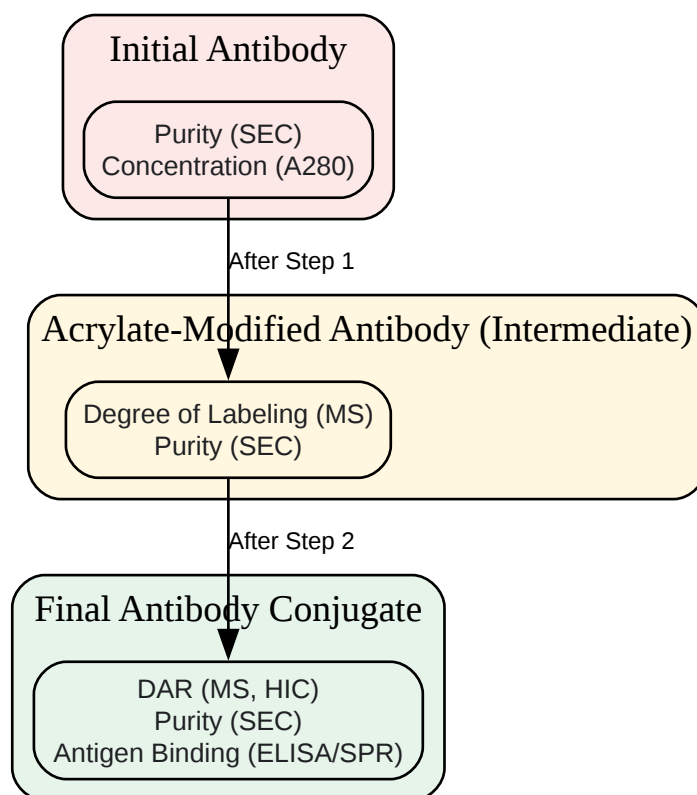 Initial Antibody
Purity (SEC)
Concentration (A280)
After Step 1
Acrylate-Modified Antibody (Intermediate)
Degree of Labeling (MS)
Purity (SEC)
After Step 2
Final Antibody Conjugate
DAR (MS, HIC)
Purity (SEC)
Antigen Binding (ELISA/SPR)